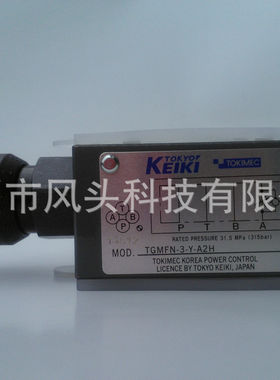 TOKYO
KEIKI
TOKIMEC
T
A B
P
P T B A
RATED PRESSURE 31.5 MPa (315bar)
MOD. TGMFN-3-Y-A2H
TOKIMEC KOREA POWER CONTROL
LICENCE BY TOKYO KEIKI, JAPAN
市风头科技有限公